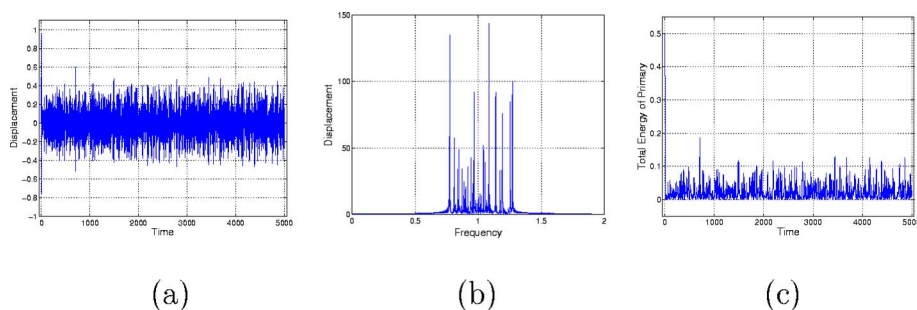 1
0.8
0.6
0.4
0.2
0
−0.2
−0.4
−0.6
−0.8
−1
Displacement
0 1000 2000 3000 4000 5000
Time
150
100
50
0
Displacement
0 0.5 1 1.5 2
Frequency
0.5
0.4
0.3
0.2
0.1
0
Total Energy of Primary
0 1000 2000 3000 4000 5000
Time
(a) (b) (c)